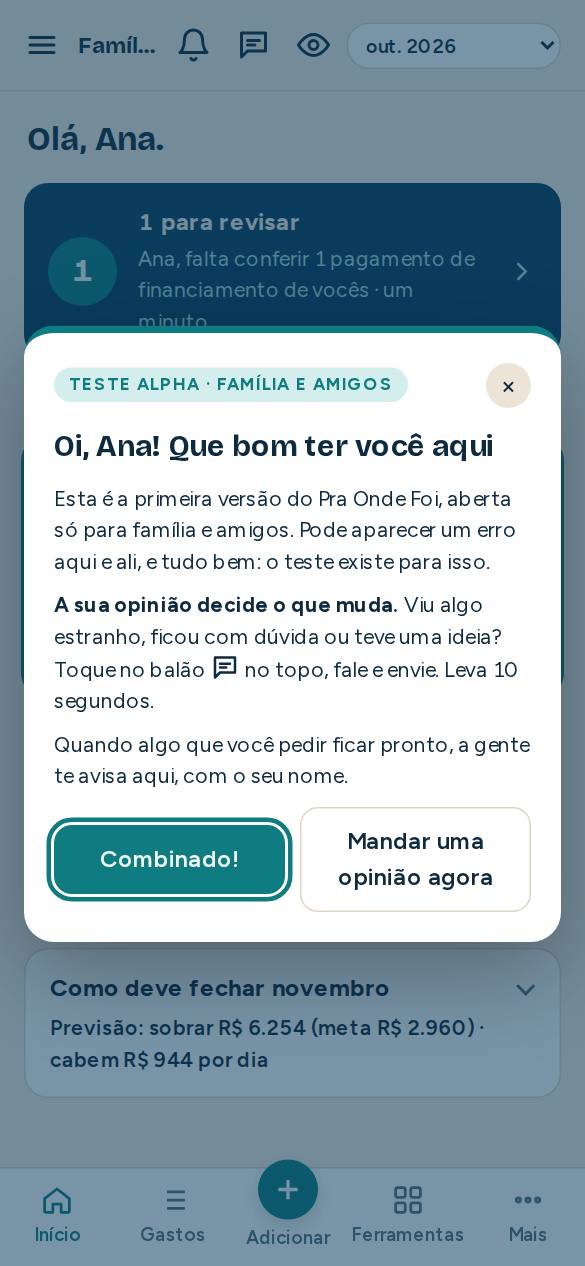 Famíl...
out. 2026
Olá, Ana.
1 para revisar
1
Ana, falta conferir 1 pagamento de
financiamento de vocês · um
minuto
TESTE ALPHA · FAMÍLIA E AMIGOS
×
Oi, Ana! Que bom ter você aqui
Esta é a primeira versão do Pra Onde Foi, aberta
só para família e amigos. Pode aparecer um erro
aqui e ali, e tudo bem: o teste existe para isso.
A sua opinião decide o que muda. Viu algo
estranho, ficou com dúvida ou teve uma ideia?
Toque no balão no topo, fale e envie. Leva 10
segundos.
Quando algo que você pedir ficar pronto, a gente
te avisa aqui, com o seu nome.
Combinado!
Mandar uma
opinião agora
Como deve fechar novembro
Previsão: sobrar R$ 6.254 (meta R$ 2.960) ·
cabem R$ 944 por dia
Início
Gastos
Adicionar
Ferramentas
Mais